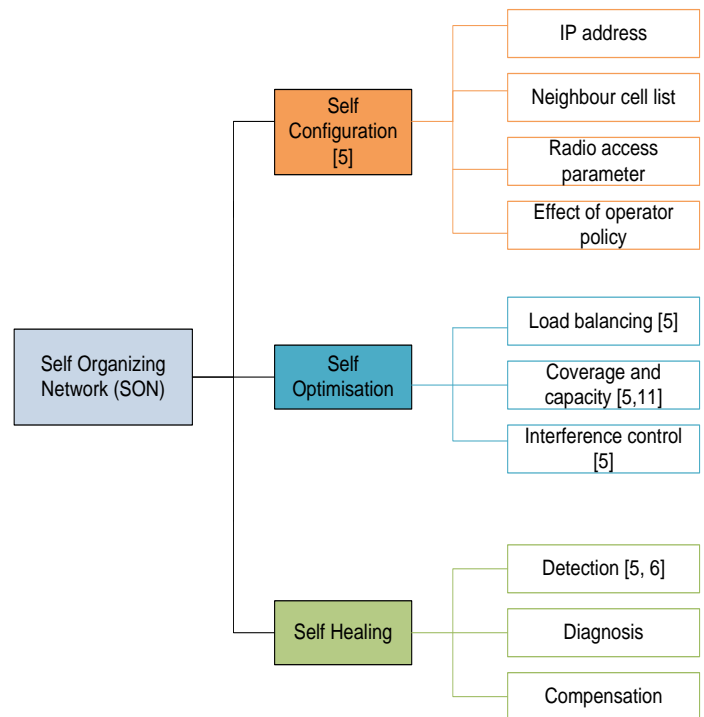 Self Organizing
Network (SON)
Self
Configuration
[5]
IP address
Neighbour cell list
Radio access
parameter
Effect of operator
policy
Self
Optimisation
Load balancing [5]
Coverage and
capacity [5,11]
Interference control
[5]
Self Healing
Detection [5, 6]
Diagnosis
Compensation